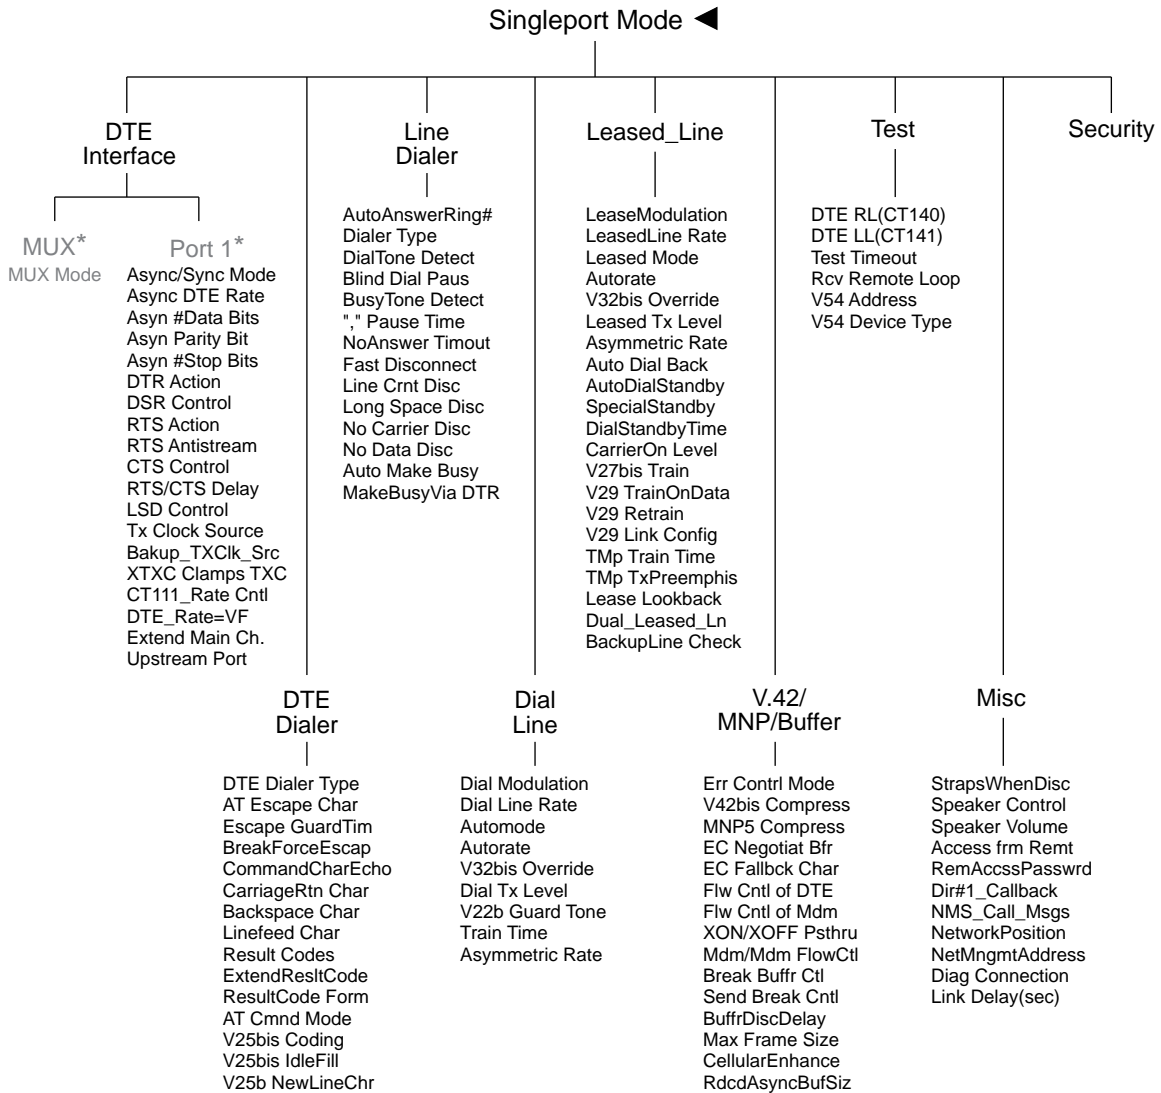 Singleport Mode
DTE
Interface
MUX*
MUX Mode
Port 1*
Async/Sync Mode
Async DTE Rate
Asyn #Data Bits
Asyn Parity Bit
Asyn #Stop Bits
DTR Action
DSR Control
RTS Action
RTS Antistream
CTS Control
RTS/CTS Delay
LSD Control
Tx Clock Source
Bakup_TXClk_Src
XTXC Clamps TXC
CT111_Rate Cntl
DTE_Rate=VF
Extend Main Ch.
Upstream Port
Line
Dialer
AutoAnswerRing#
Dialer Type
DialTone Detect
Blind Dial Paus
BusyTone Detect
"," Pause Time
NoAnswer Timout
Fast Disconnect
Line Crnt Disc
Long Space Disc
No Carrier Disc
No Data Disc
Auto Make Busy
MakeBusyVia DTR
Leased_Line
LeaseModulation
LeasedLine Rate
Leased Mode
Autorate
V32bis Override
Leased Tx Level
Asymmetric Rate
Auto Dial Back
AutoDialStandby
SpecialStandby
DialStandbyTime
CarrierOn Level
V27bis Train
V29 TrainOnData
V29 Retrain
V29 Link Config
TMp Train Time
TMp TxPreemphis
Lease Lookback
Dual_Leased_Ln
BackupLine Check
Test
DTE RL(CT140)
DTE LL(CT141)
Test Timeout
Rcv Remote Loop
V54 Address
V54 Device Type
Security
DTE
Dialer
DTE Dialer Type
AT Escape Char
Escape GuardTim
BreakForceEscap
CommandCharEcho
CarriageRtn Char
Backspace Char
Linefeed Char
Result Codes
ExtendResltCode
ResultCode Form
AT Cmnd Mode
V25bis Coding
V25bis IdleFill
V25b NewLineChr
Dial
Line
Dial Modulation
Dial Line Rate
Automode
Autorate
V32bis Override
Dial Tx Level
V22b Guard Tone
Train Time
Asymmetric Rate
V.42/
MNP/Buffer
Err Contrl Mode
V42bis Compress
MNP5 Compress
EC Negotiat Bfr
EC Fallbck Char
Flw Cntl of DTE
Flw Cntl of Mdm
XON/XOFF Psthru
Mdm/Mdm FlowCtl
Break Buffr Ctl
Send Break Cntl
BuffrDiscDelay
Max Frame Size
CellularEnhance
RdcdAsyncBufSiz
Misc
StrapsWhenDisc
Speaker Control
Speaker Volume
Access frm Remt
RemAccssPasswrd
Dir#1_Callback
NMS_Call_Msgs
NetworkPosition
NetMngmtAddress
Diag Connection
Link Delay(sec)